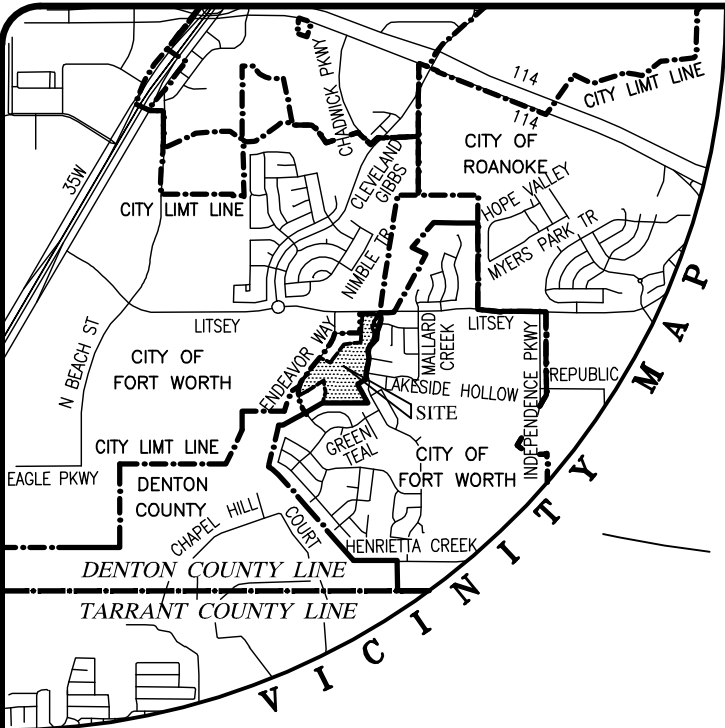 114
CITY LIMT LINE
114
CHADWICK PKWY
CITY OF
ROANOKE
35W
CLEVELAND
GIBBS
HOPE VALLEY
CITY LIMT LINE
MYERS PARK TR
NIMBLE TR
LITSEY
ENDEAVOR WAY
LITSEY
MALLARD
CREEK
INDEPENDENCE PKWY
N BEACH ST
CITY OF
FORT WORTH
REPUBLIC
LAKESIDE HOLLOW
SITE
GREEN
TEAL
CITY LIMT LINE
CITY OF
FORT WORTH
EAGLE PKWY
DENTON
COUNTY
CHAPEL HILL
COURT
HENRIETTA CREEK
DENTON COUNTY LINE
TARRANT COUNTY LINE
VICINITY MAP